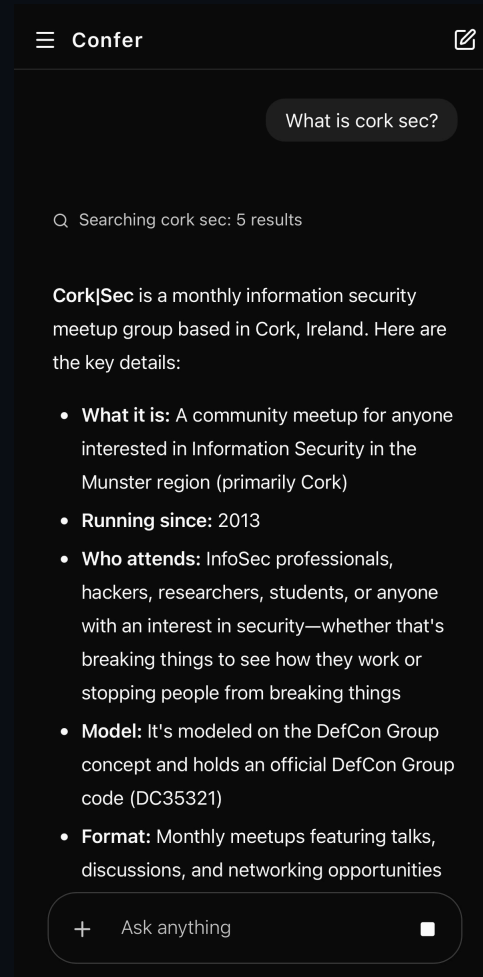 Confer
What is cork sec?
Searching cork sec: 5 results
Cork|Sec is a monthly information security
meetup group based in Cork, Ireland. Here are
the key details:
• What it is: A community meetup for anyone
interested in Information Security in the
Munster region (primarily Cork)
• Running since: 2013
• Who attends: InfoSec professionals,
hackers, researchers, students, or anyone
with an interest in security—whether that's
breaking things to see how they work or
stopping people from breaking things
• Model: It's modeled on the DefCon Group
concept and holds an official DefCon Group
code (DC35321)
• Format: Monthly meetups featuring talks,
discussions, and networking opportunities
Ask anything